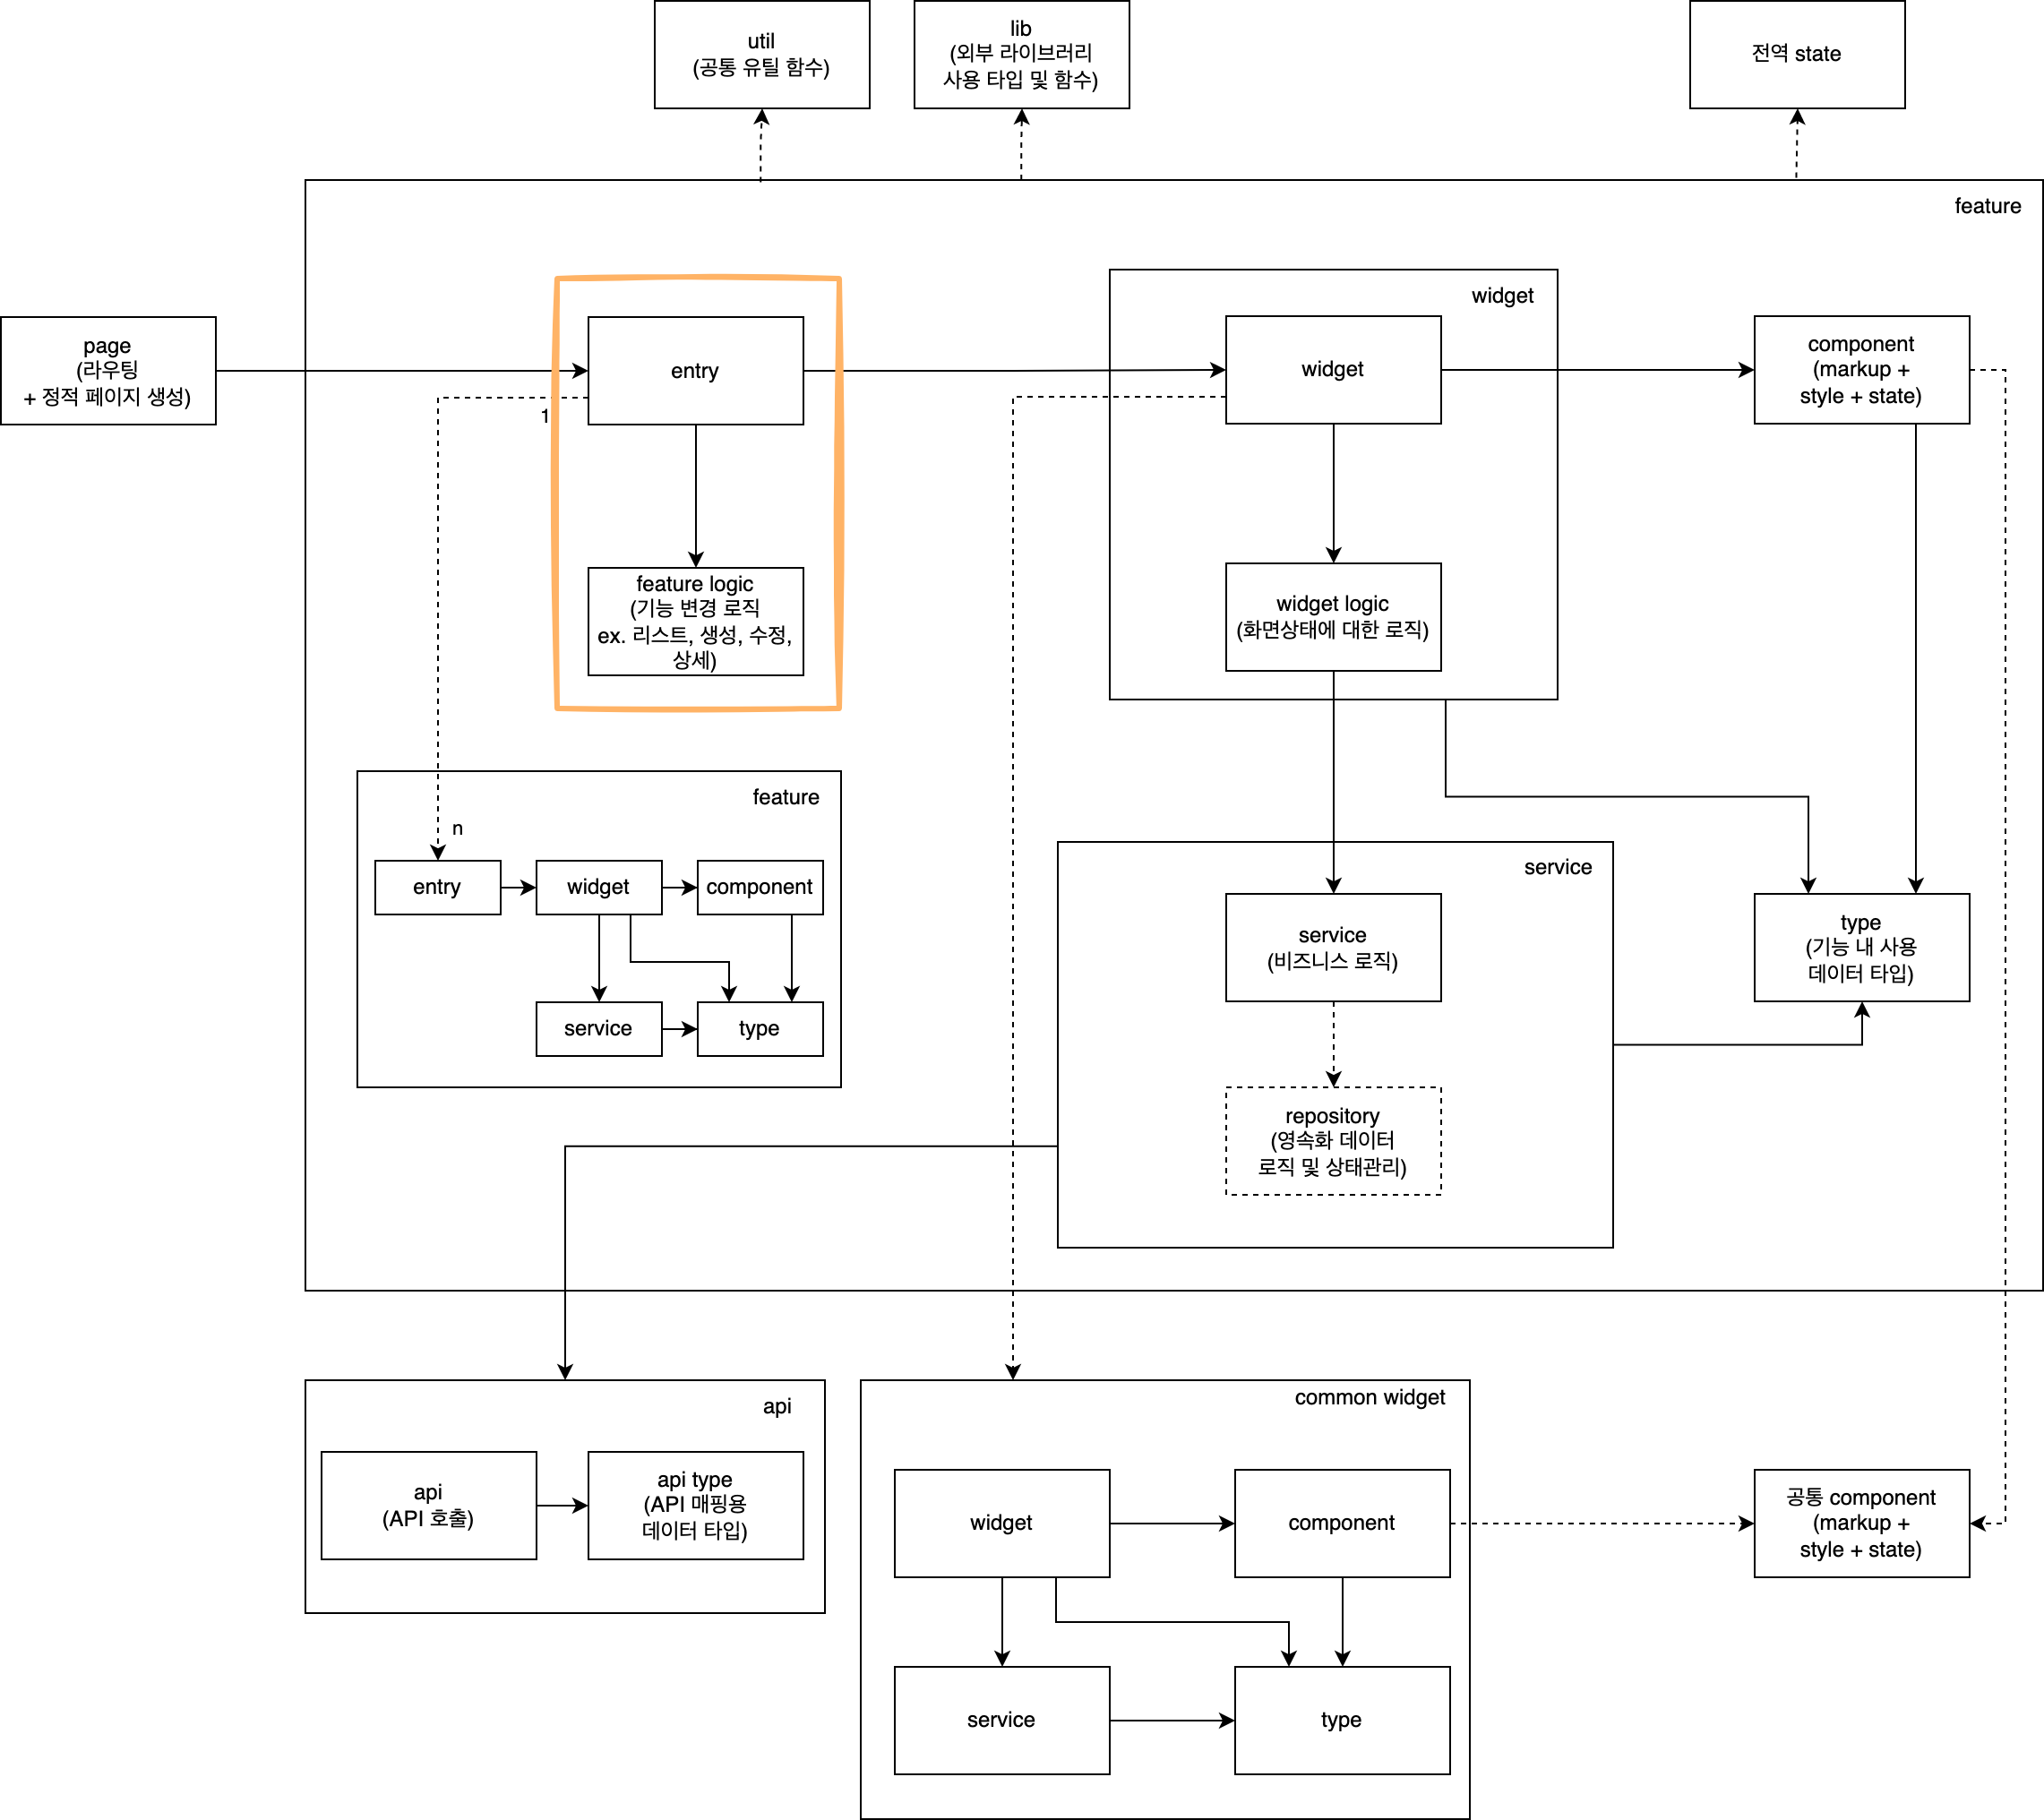 util
(공통 유틸 함수)
lib
(외부 라이브러리
사용 타입 및 함수)
전역 state
feature
page
(라우팅
+ 정적 페이지 생성)
entry
1
feature logic
(기능 변경 로직
ex. 리스트, 생성, 수정,
상세)
widget
widget
widget logic
(화면상태에 대한 로직)
component
(markup +
style + state)
feature
n
entry
widget
component
service
type
service
service
(비즈니스 로직)
repository
(영속화 데이터
로직 및 상태관리)
type
(기능 내 사용
데이터 타입)
api
api
(API 호출)
api type
(API 매핑용
데이터 타입)
common widget
widget
component
service
type
공통 component
(markup +
style + state)